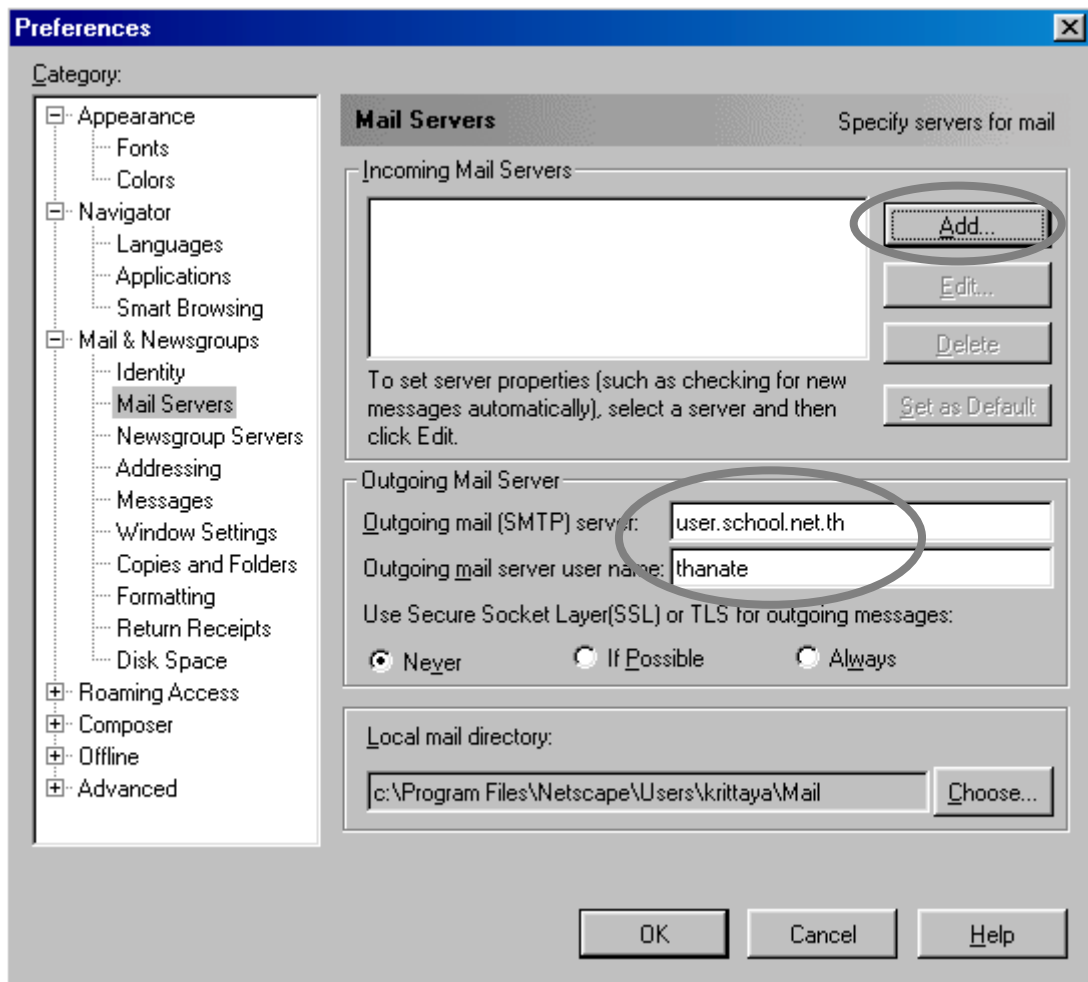 Preferences
Category:
Appearance
Fonts
Colors
Navigator
Languages
Applications
Smart Browsing
Mail & Newsgroups
Identity
Mail Servers
Newsgroup Servers
Addressing
Messages
Window Settings
Copies and Folders
Formatting
Return Receipts
Disk Space
Roaming Access
Composer
Offline
Advanced
Mail Servers Specify servers for mail
Incoming Mail Servers
Add...
Edit...
Delete
Set as Default
To set server properties (such as checking for new
messages automatically), select a server and then
click Edit.
Outgoing Mail Server
Outgoing mail (SMTP) server: user.school.net.th
Outgoing mail server user name: thanate
Use Secure Socket Layer(SSL) or TLS for outgoing messages:
Never If Possible Always
Local mail directory:
c:\Program Files\Netscape\Users\krittaya\Mail Choose...
OK Cancel Help